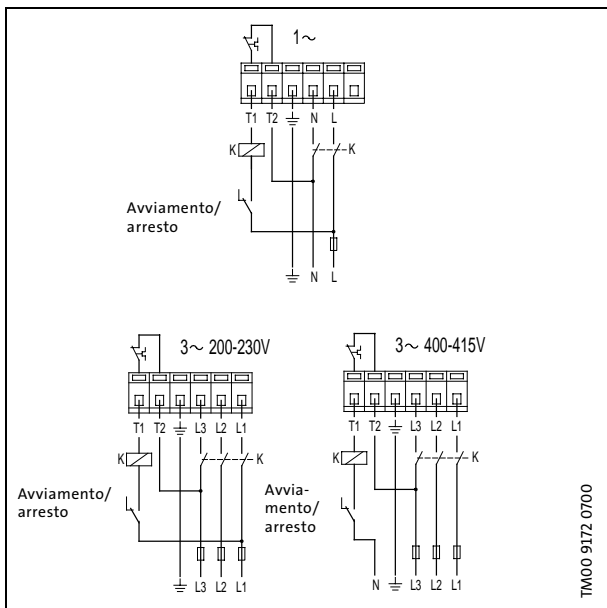 1~
T1 T2 N L
K K
Avviamento/
arresto
N L
3~ 200-230V
T1 T2 L3 L2 L1
K K
Avviamento/
arresto
L3 L2 L1
3~ 400-415V
T1 T2 L3 L2 L1
K K
Avvia-
mento/
arresto
N L3 L2 L1
TM00 9172 0700